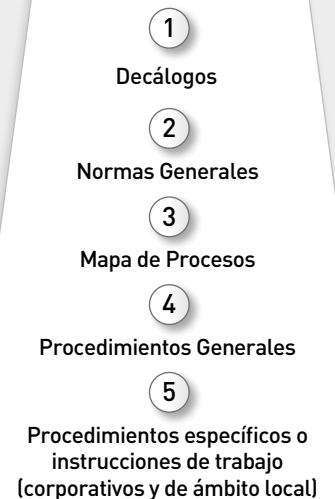 1
Decálogos
2
Normas Generales
3
Mapa de Procesos
4
Procedimientos Generales
5
Procedimientos específicos o
instrucciones de trabajo
(corporativos y de ámbito local)